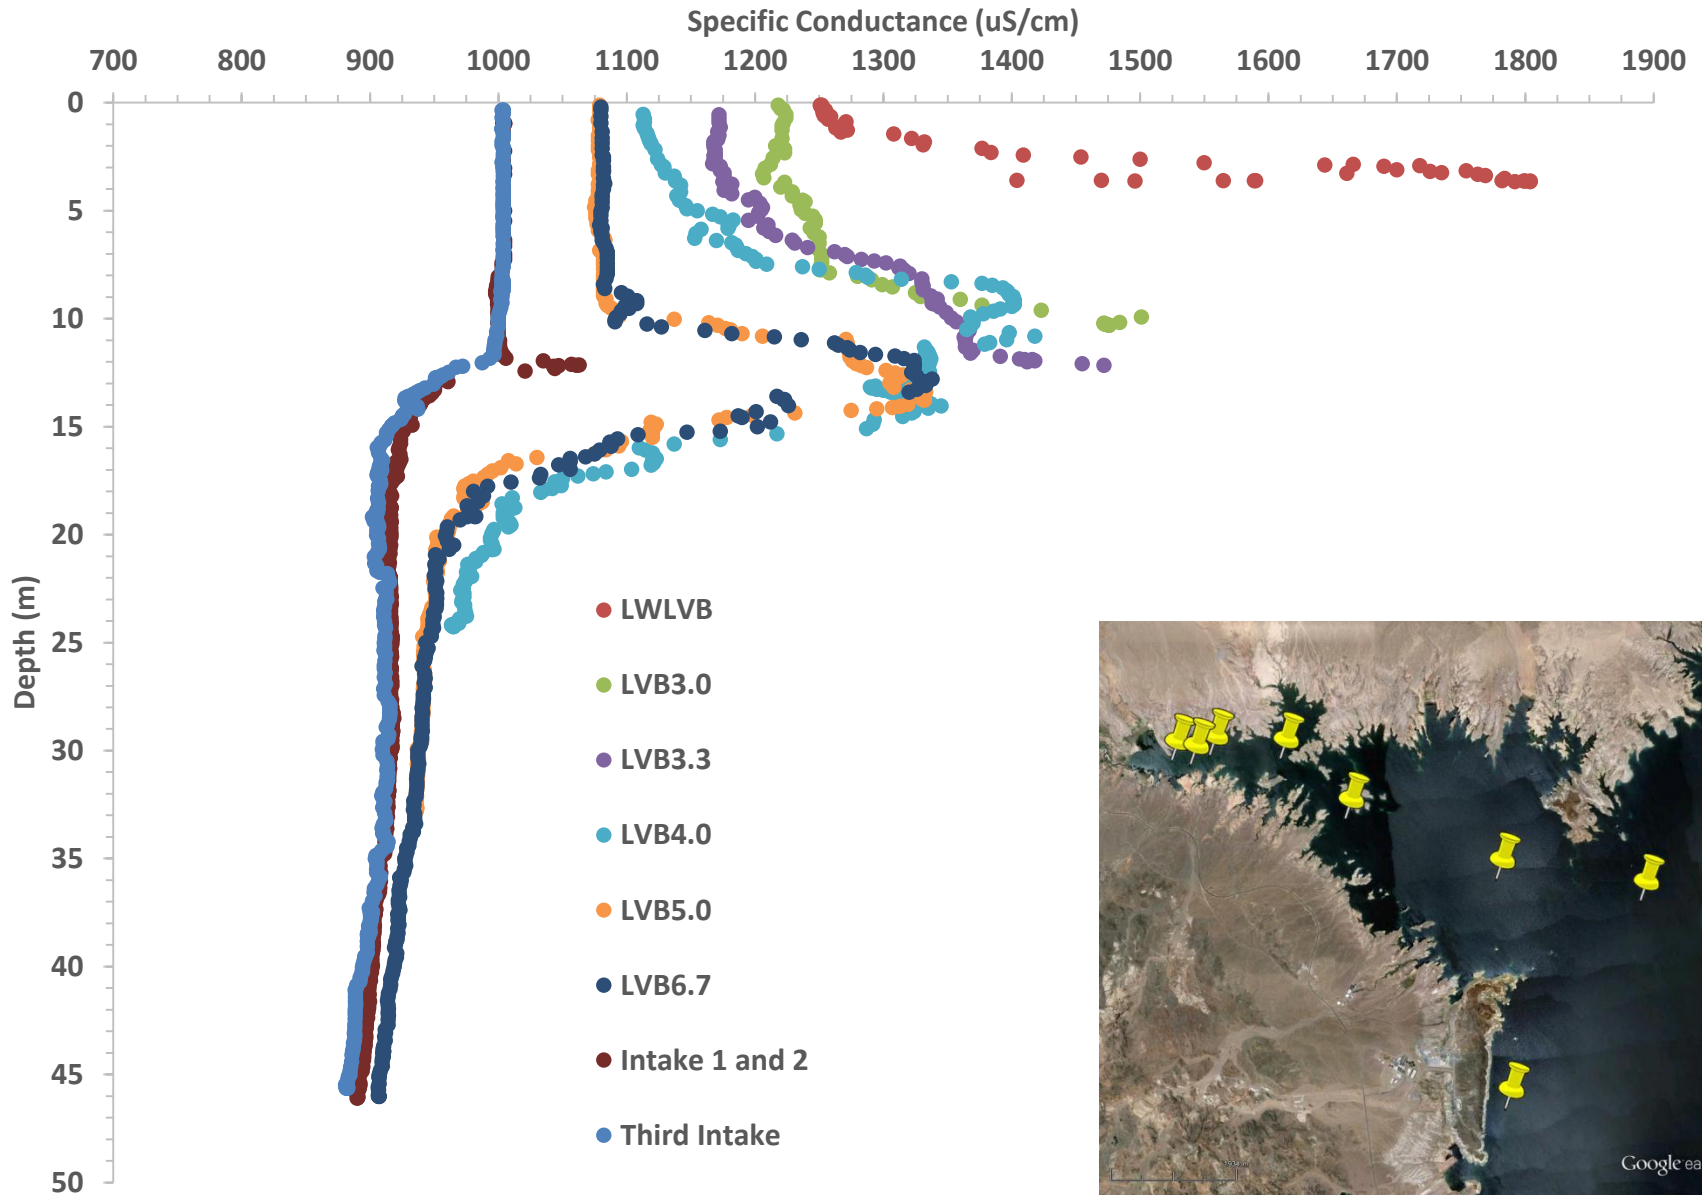 Specific Conductance (uS/cm)
700 800 900 1000 1100 1200 1300 1400 1500 1600 1700 1800 1900
0
5
10
15
20
25
30
35
40
45
50
Depth (m)
LWLVB
LVB3.0
LVB3.3
LVB4.0
LVB5.0
LVB6.7
Intake 1 and 2
Third Intake
Google ea